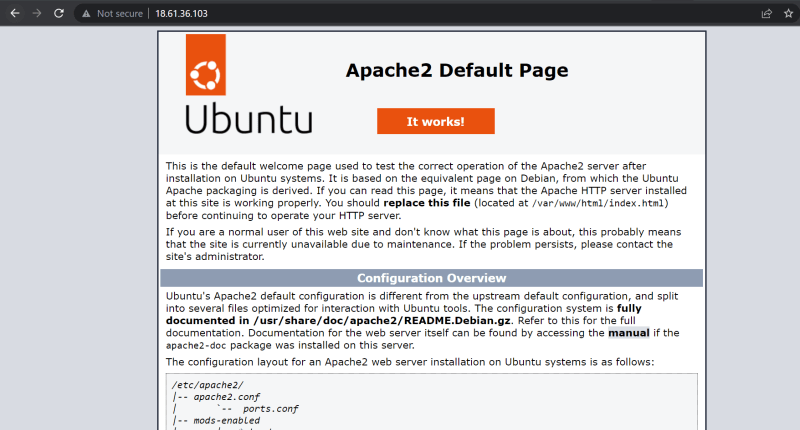 Not secure | 18.61.36.103
Apache2 Default Page
Ubuntu
It works!
This is the default welcome page used to test the correct operation of the Apache2 server after
installation on Ubuntu systems. It is based on the equivalent page on Debian, from which the Ubuntu
Apache packaging is derived. If you can read this page, it means that the Apache HTTP server installed
at this site is working properly. You should replace this file (located at /var/www/html/index.html)
before continuing to operate your HTTP server.
If you are a normal user of this web site and don't know what this page is about, this probably means
that the site is currently unavailable due to maintenance. If the problem persists, please contact the
site's administrator.
Configuration Overview
Ubuntu's Apache2 default configuration is different from the upstream default configuration, and split
into several files optimized for interaction with Ubuntu tools. The configuration system is fully
documented in /usr/share/doc/apache2/README.Debian.gz. Refer to this for the full
documentation. Documentation for the web server itself can be found by accessing the manual if the
apache2-doc package was installed on this server.
The configuration layout for an Apache2 web server installation on Ubuntu systems is as follows:
/etc/apache2/
|-- apache2.conf
| `-- ports.conf
|-- mods-enabled